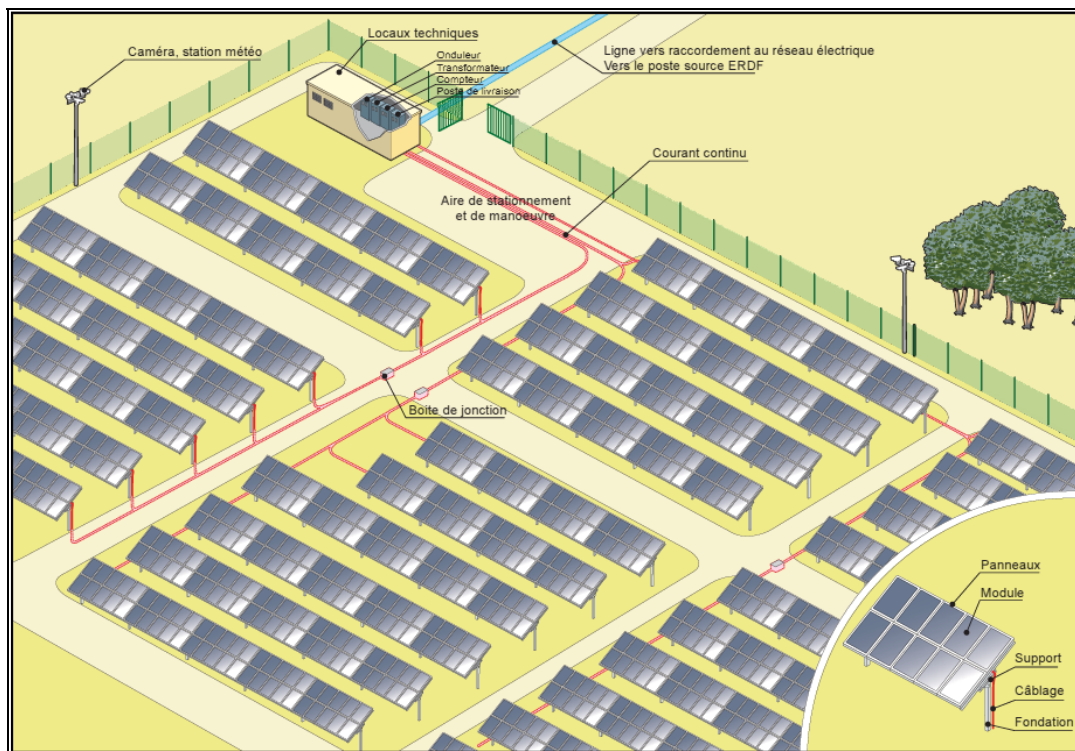 Caméra, station météo
Locaux techniques
Onduleur
Transformateur
Compteur
Poste de livraison
Ligne vers raccordement au réseau électrique
Vers le poste source ERDF
Courant continu
Aire de stationnement
et de manoeuvre
Boite de jonction
Panneaux
Module
Support
Câblage
Fondation